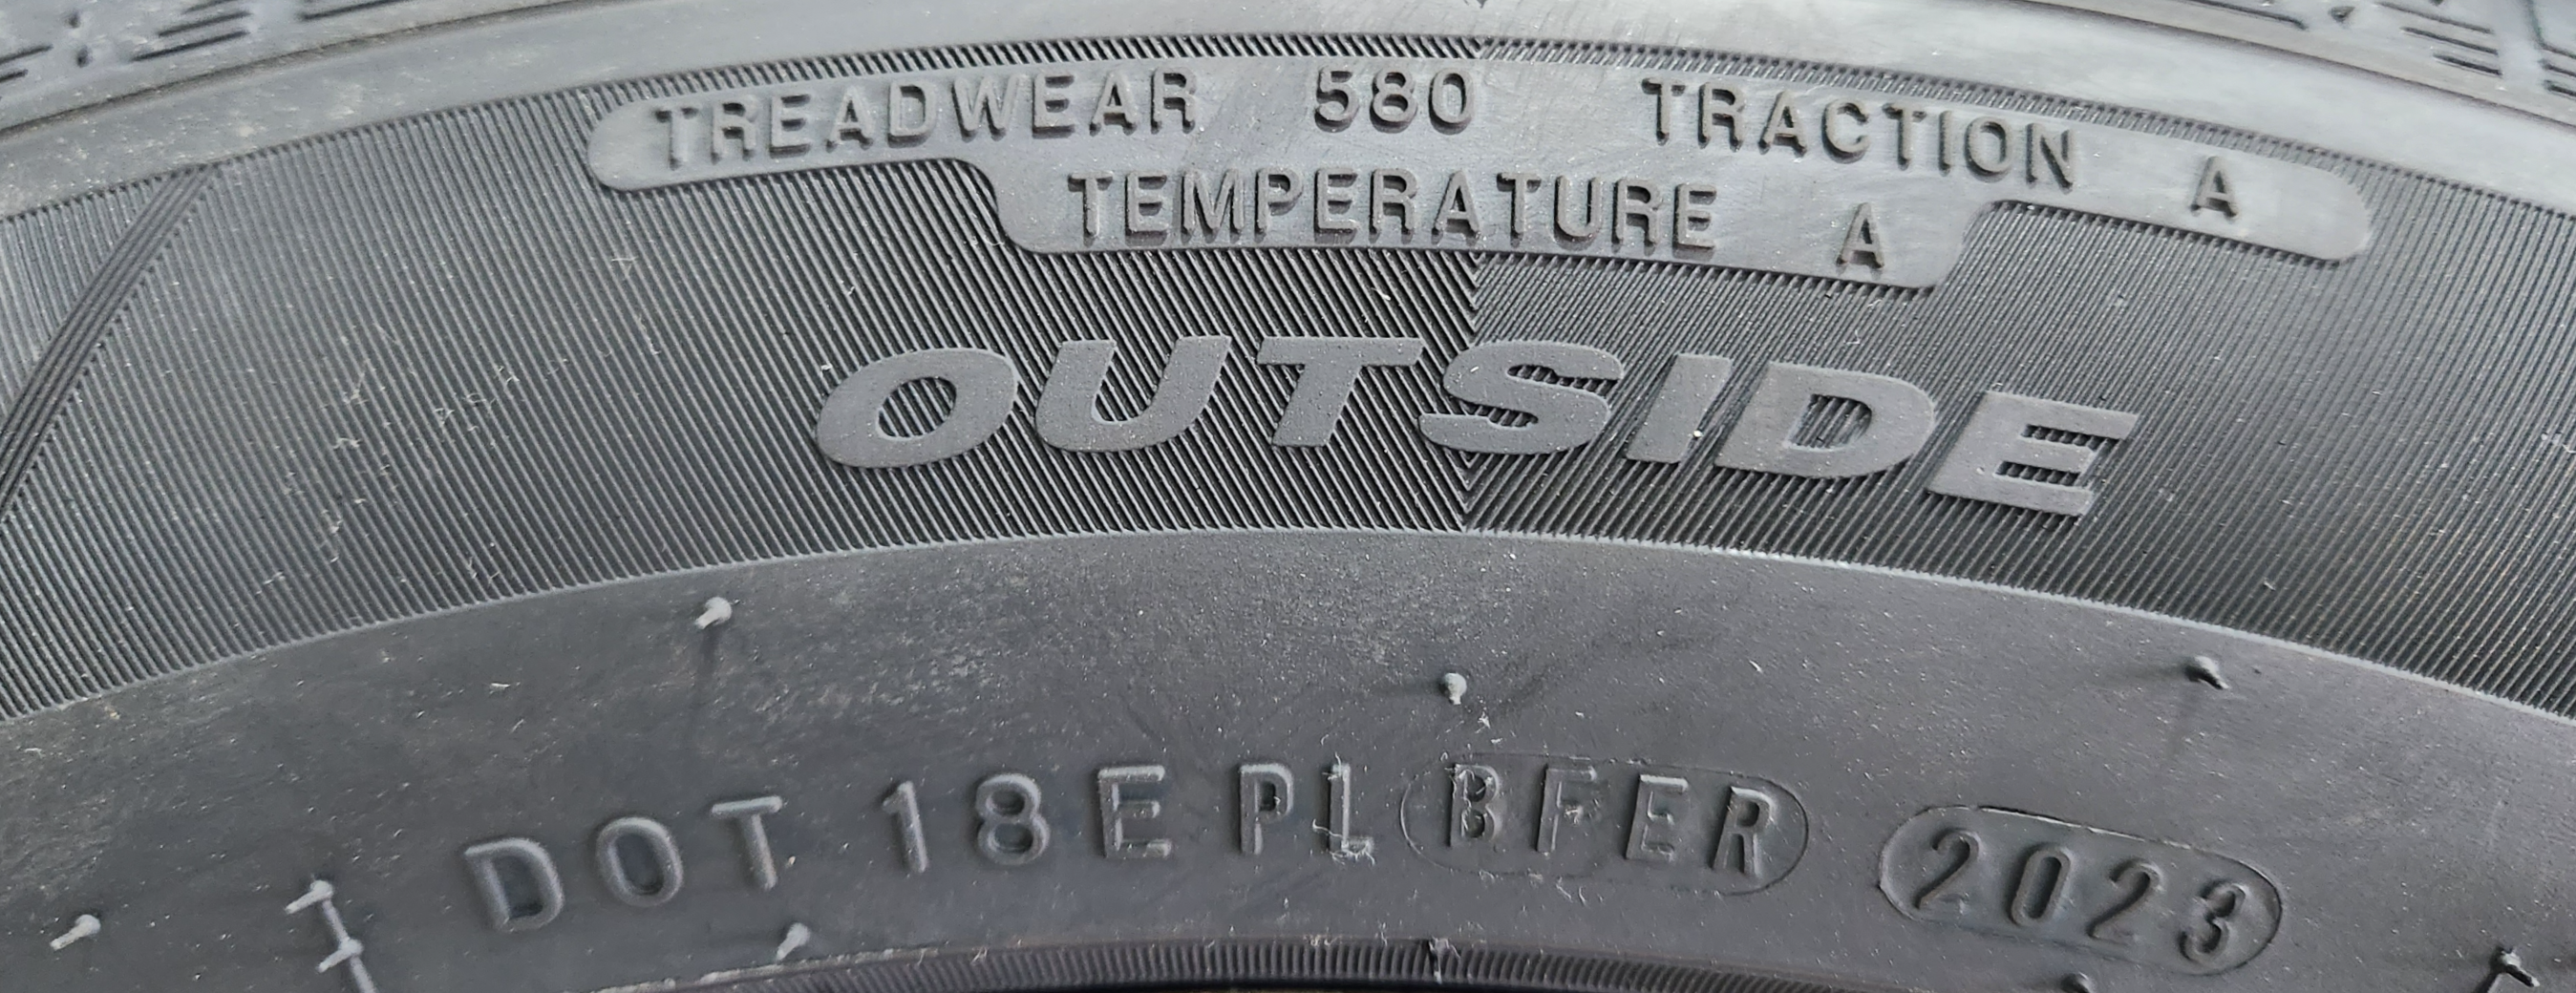 TREADWEAR 580 TRACTION A
TEMPERATURE A
OUTSIDE
DOT 18E PL BFER 2023